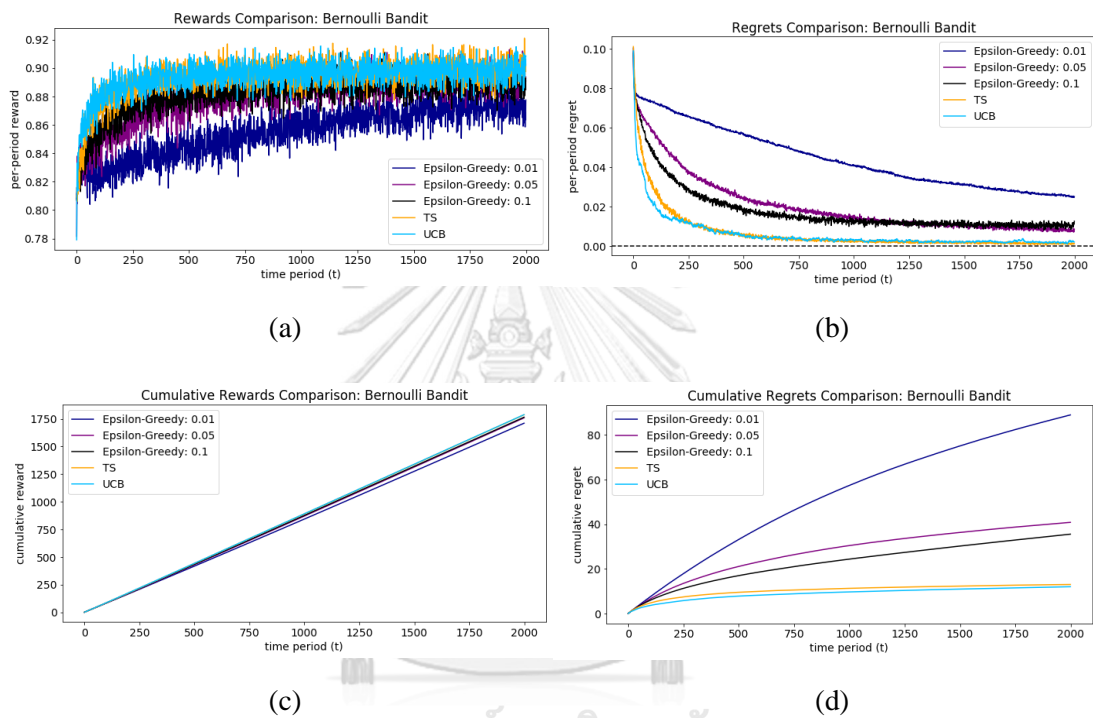 Rewards Comparison: Bernoulli Bandit
per-period reward
0.92
0.90
0.88
0.86
0.84
0.82
0.80
0.78
Epsilon-Greedy: 0.01
Epsilon-Greedy: 0.05
Epsilon-Greedy: 0.1
TS
UCB
0 250 500 750 1000 1250 1500 1750 2000
time period (t)
(a)
Regrets Comparison: Bernoulli Bandit
per-period regret
0.10
0.08
0.06
0.04
0.02
0.00
Epsilon-Greedy: 0.01
Epsilon-Greedy: 0.05
Epsilon-Greedy: 0.1
TS
UCB
0 250 500 750 1000 1250 1500 1750 2000
time period (t)
(b)
Cumulative Rewards Comparison: Bernoulli Bandit
cumulative reward
1750
1500
1250
1000
750
500
250
0
Epsilon-Greedy: 0.01
Epsilon-Greedy: 0.05
Epsilon-Greedy: 0.1
TS
UCB
0 250 500 750 1000 1250 1500 1750 2000
time period (t)
(c)
Cumulative Regrets Comparison: Bernoulli Bandit
cumulative regret
80
60
40
20
0
Epsilon-Greedy: 0.01
Epsilon-Greedy: 0.05
Epsilon-Greedy: 0.1
TS
UCB
0 250 500 750 1000 1250 1500 1750 2000
time period (t)
(d)